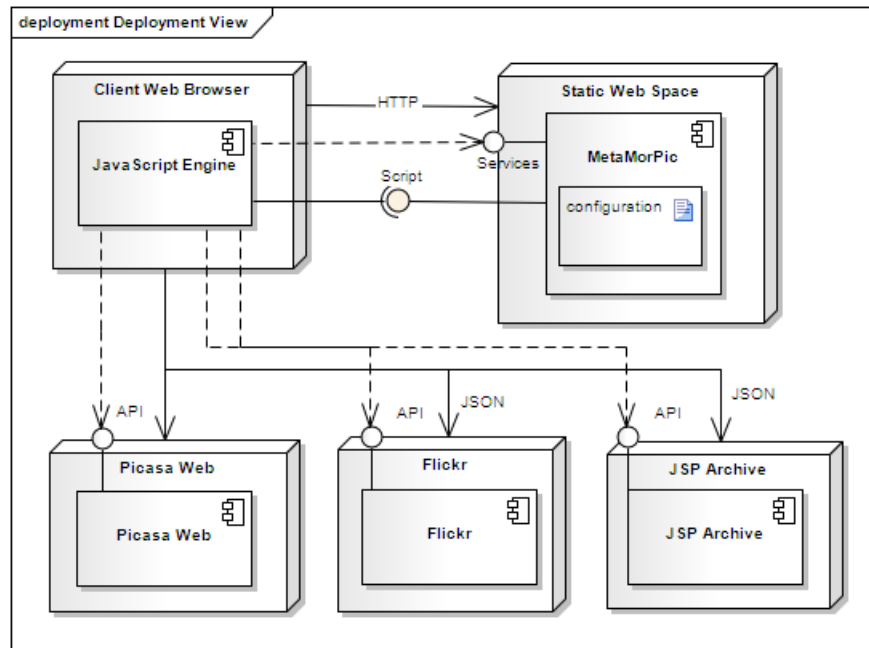 deployment Deployment View
Client Web Browser
Static Web Space
HTTP
JavaScript Engine
Services
MetaMorPic
Script
configuration
API
JSON
API
JSON
API
Picasa Web
Flickr
JSP Archive
Picasa Web
Flickr
JSP Archive